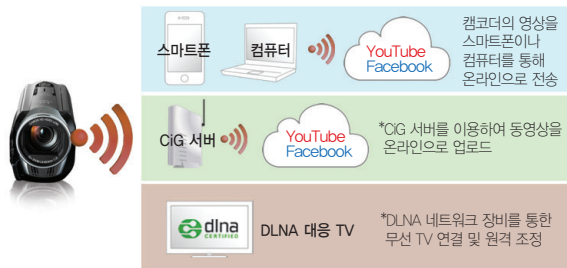 스마트폰
컴퓨터
YouTube
Facebook
캠코더의 영상을
스마트폰이나
컴퓨터를 통해
온라인으로 전송
CiG 서버
YouTube
Facebook
*CiG 서버를 이용하여 동영상을
온라인으로 업로드
dlna
CERTIFIED
DLNA 대응 TV
*DLNA 네트워크 장비를 통한
무선 TV 연결 및 원격 조정